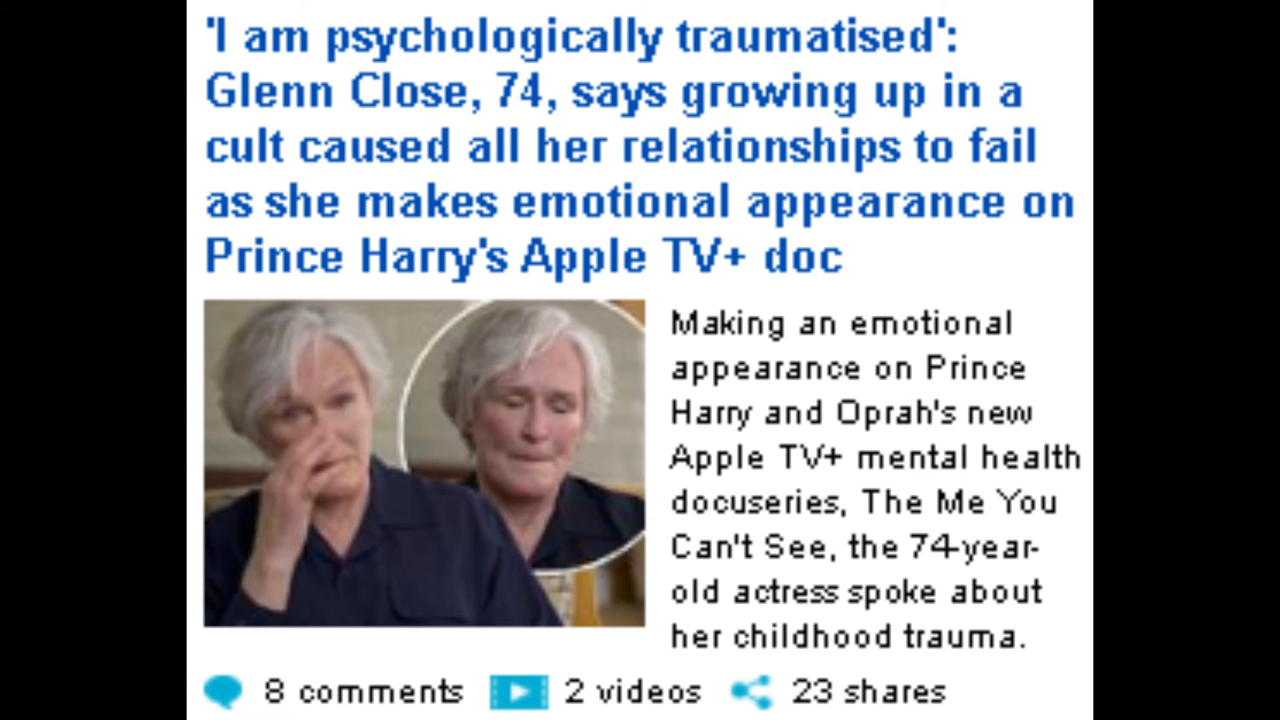 'I am psychologically traumatised':
Glenn Close, 74, says growing up in a
cult caused all her relationships to fail
as she makes emotional appearance on
Prince Harry's Apple TV+ doc
Making an emotional
appearance on Prince
Harry and Oprah's new
Apple TV+ mental health
docuseries, The Me You
Can't See, the 74-year-
old actress spoke about
her childhood trauma.
8 comments 2 videos 23 shares